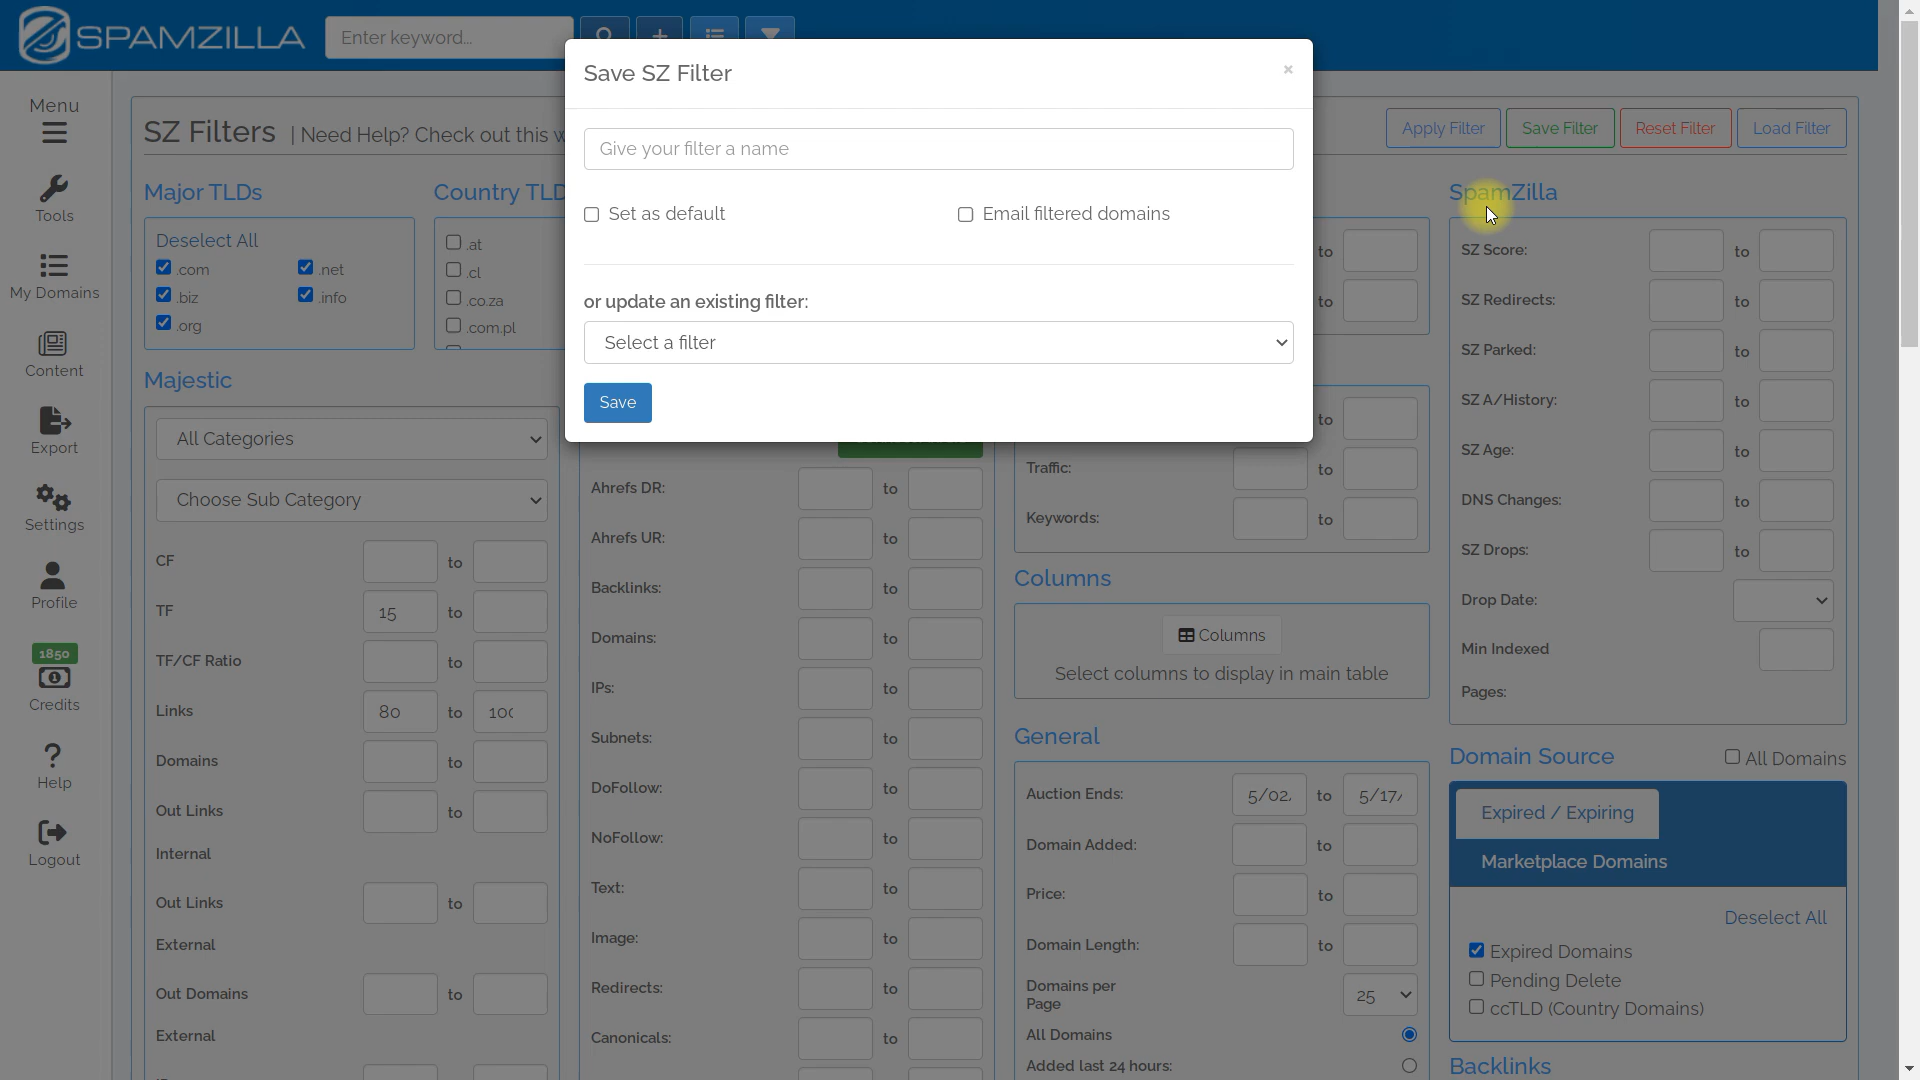 SPAMZILLA
Enter keyword...
Save SZ Filter
×
Give your filter a name
Set as default
Email filtered domains
or update an existing filter:
Select a filter
Save
Menu
Tools
My Domains
Content
Export
Settings
Profile
1850
Credits
Help
Logout
SZ Filters | Need Help? Check out this
Apply Filter
Save Filter
Reset Filter
Load Filter
Major TLDs
Deselect All
.com
.net
.biz
.info
.org
Country TLD
.at
.cl
.co.za
.com.pl
Majestic
All Categories
Choose Sub Category
CF
to
TF
15
to
TF/CF Ratio
to
Links
80
to
Domains
to
Out Links
to
Internal
Out Links
to
External
Out Domains
to
External
Ahrefs DR:
to
Ahrefs UR:
to
Backlinks:
to
Domains:
to
IPs:
to
Subnets:
to
DoFollow:
to
NoFollow:
to
Text:
to
Image:
to
Redirects:
to
Canonicals:
to
to
to
to
Traffic:
to
Keywords:
to
Columns
Columns
Select columns to display in main table
General
Auction Ends:
5/02
to
5/17/
Domain Added:
to
Price:
to
Domain Length:
to
Domains per
Page
25
All Domains
Added last 24 hours:
SpamZilla
SZ Score:
to
SZ Redirects:
to
SZ Parked:
to
SZ A/History:
to
SZ Age:
to
DNS Changes:
to
SZ Drops:
to
Drop Date:
Min Indexed
Pages:
Domain Source
All Domains
Expired / Expiring
Marketplace Domains
Deselect All
Expired Domains
Pending Delete
ccTLD (Country Domains)
Backlinks